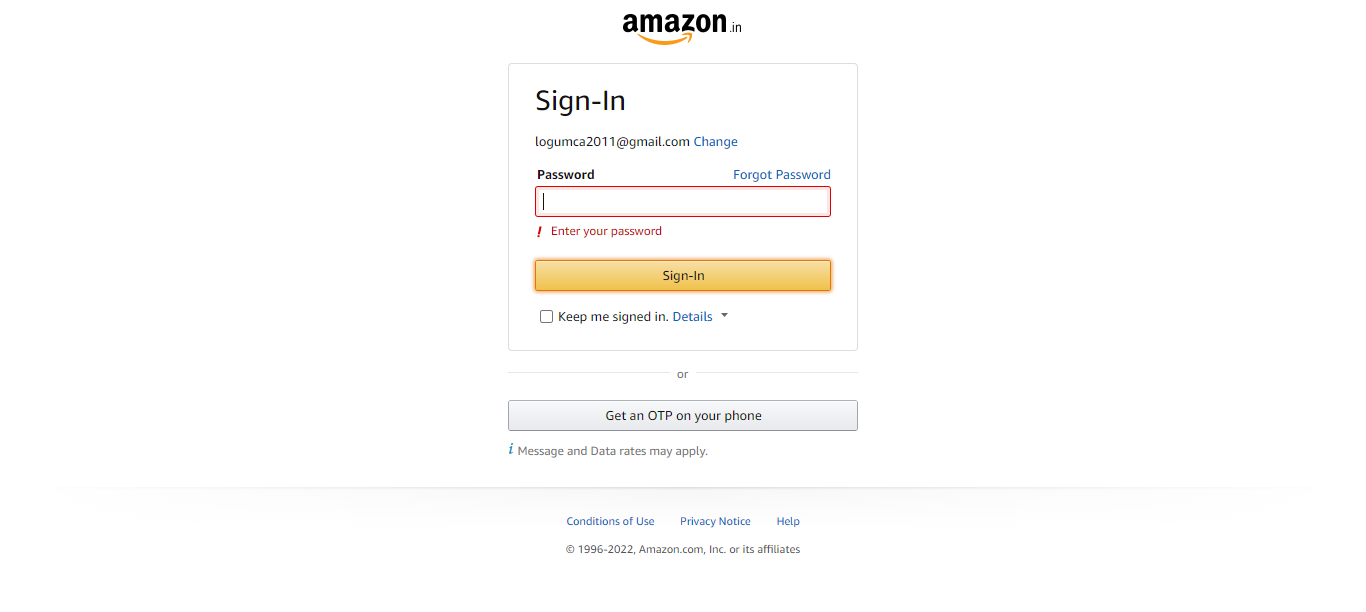 amazon.in
Sign-In
logumca2011@gmail.com Change
Password Forgot Password
! Enter your password
Sign-In
Keep me signed in. Details
or
Get an OTP on your phone
i Message and Data rates may apply.
Conditions of Use Privacy Notice Help
© 1996-2022, Amazon.com, Inc. or its affiliates